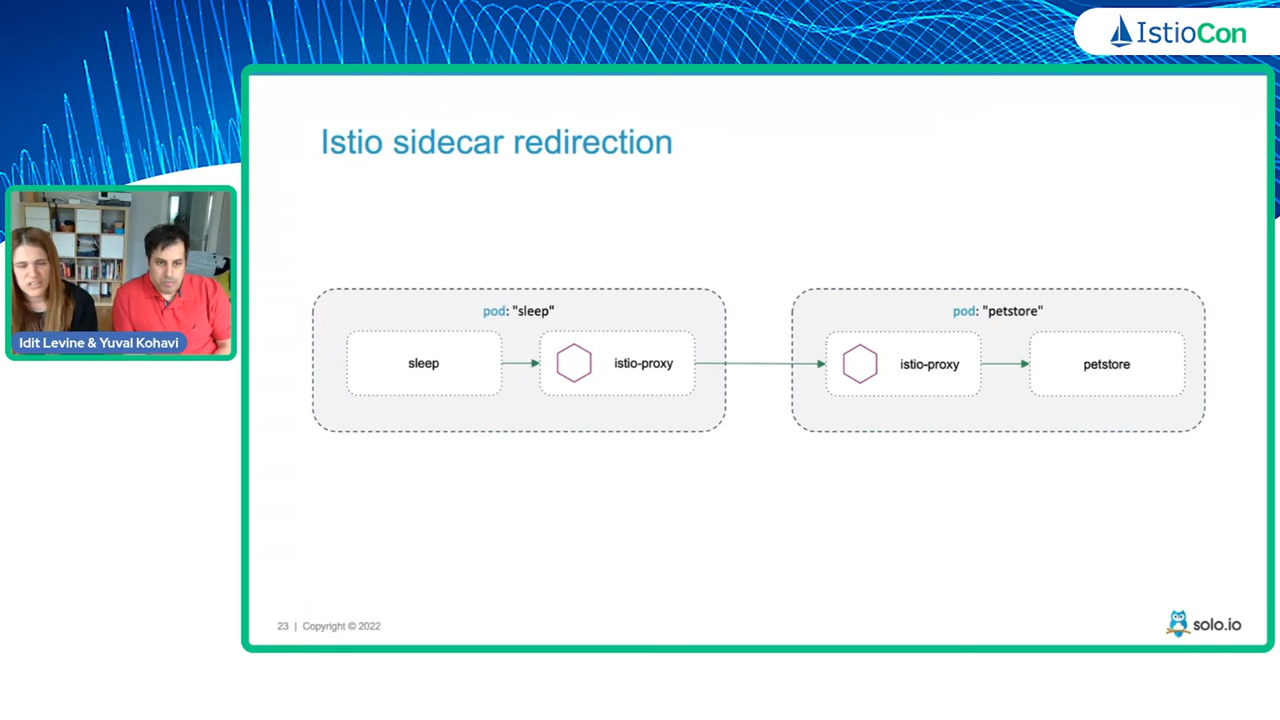 IstioCon
Istio sidecar redirection
Idit Levine & Yuval Kohavi
pod: "sleep"
sleep
istio-proxy
pod: "petstore"
istio-proxy
petstore
23 | Copyright © 2022
solo.io